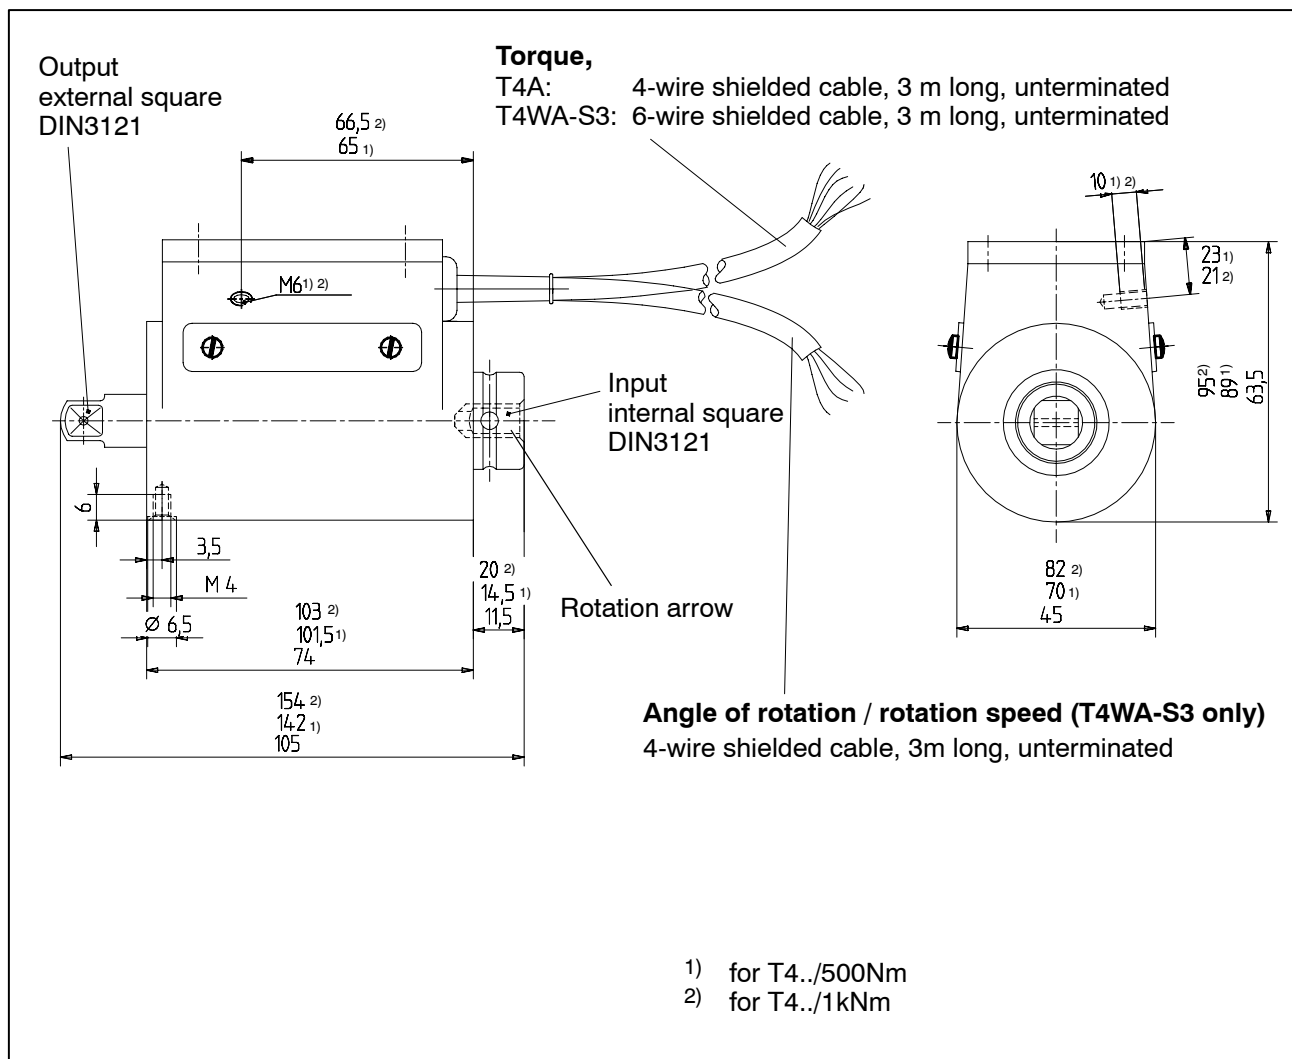 Output
external square
DIN3121
Torque,
T4A: 4-wire shielded cable, 3 m long, unterminated
T4WA-S3: 6-wire shielded cable, 3 m long, unterminated
66,5 2)
65 1)
10 1) 2)
M6 1) 2)
23 1)
21 2)
Input
internal square
DIN3121
95 2)
89 1)
63,5
6
3,5
M 4
Ø 6,5
20 2)
14,5 1)
11,5
Rotation arrow
103 2)
101,5 1)
74
82 2)
70 1)
45
154 2)
142 1)
105
Angle of rotation / rotation speed (T4WA-S3 only)
4-wire shielded cable, 3m long, unterminated
1) for T4../500Nm
2) for T4../1kNm